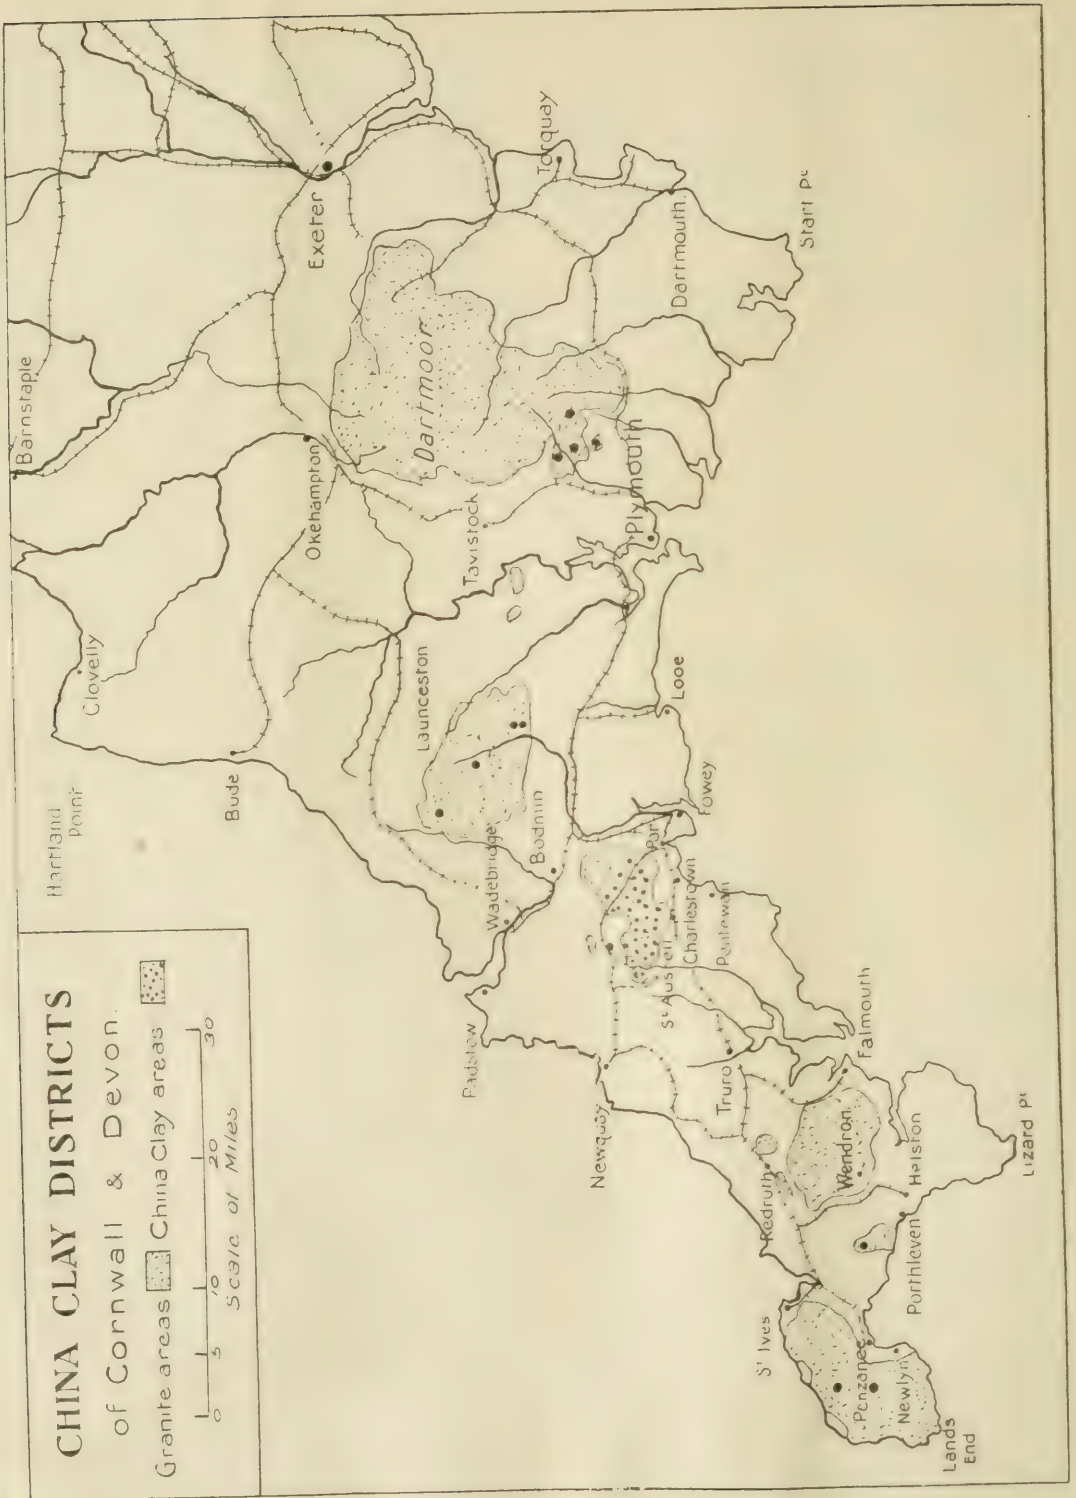 CHINA CLAY DISTRICTS
of Cornwall & Devon.
Granite areas China Clay areas
0 5 10 20 30
Scale of Miles
Hartland
Point
Clovelly
Barnstaple
Bude
Okehampton
Exeter
Launceston
Tavistock
Dartmoor
Torquay
Padstow
Wadebridge
Bodmin
Plymouth
Dartmouth
Start Pt
Newquay
St Austell
Par
Charlestown
Pentewan
Fowey
Looe
Truro
Falmouth
St Ives
Redruth
Wendron
Penzance
Newlyn
Porthleven
Helston
Lands
End
Lizard Pt